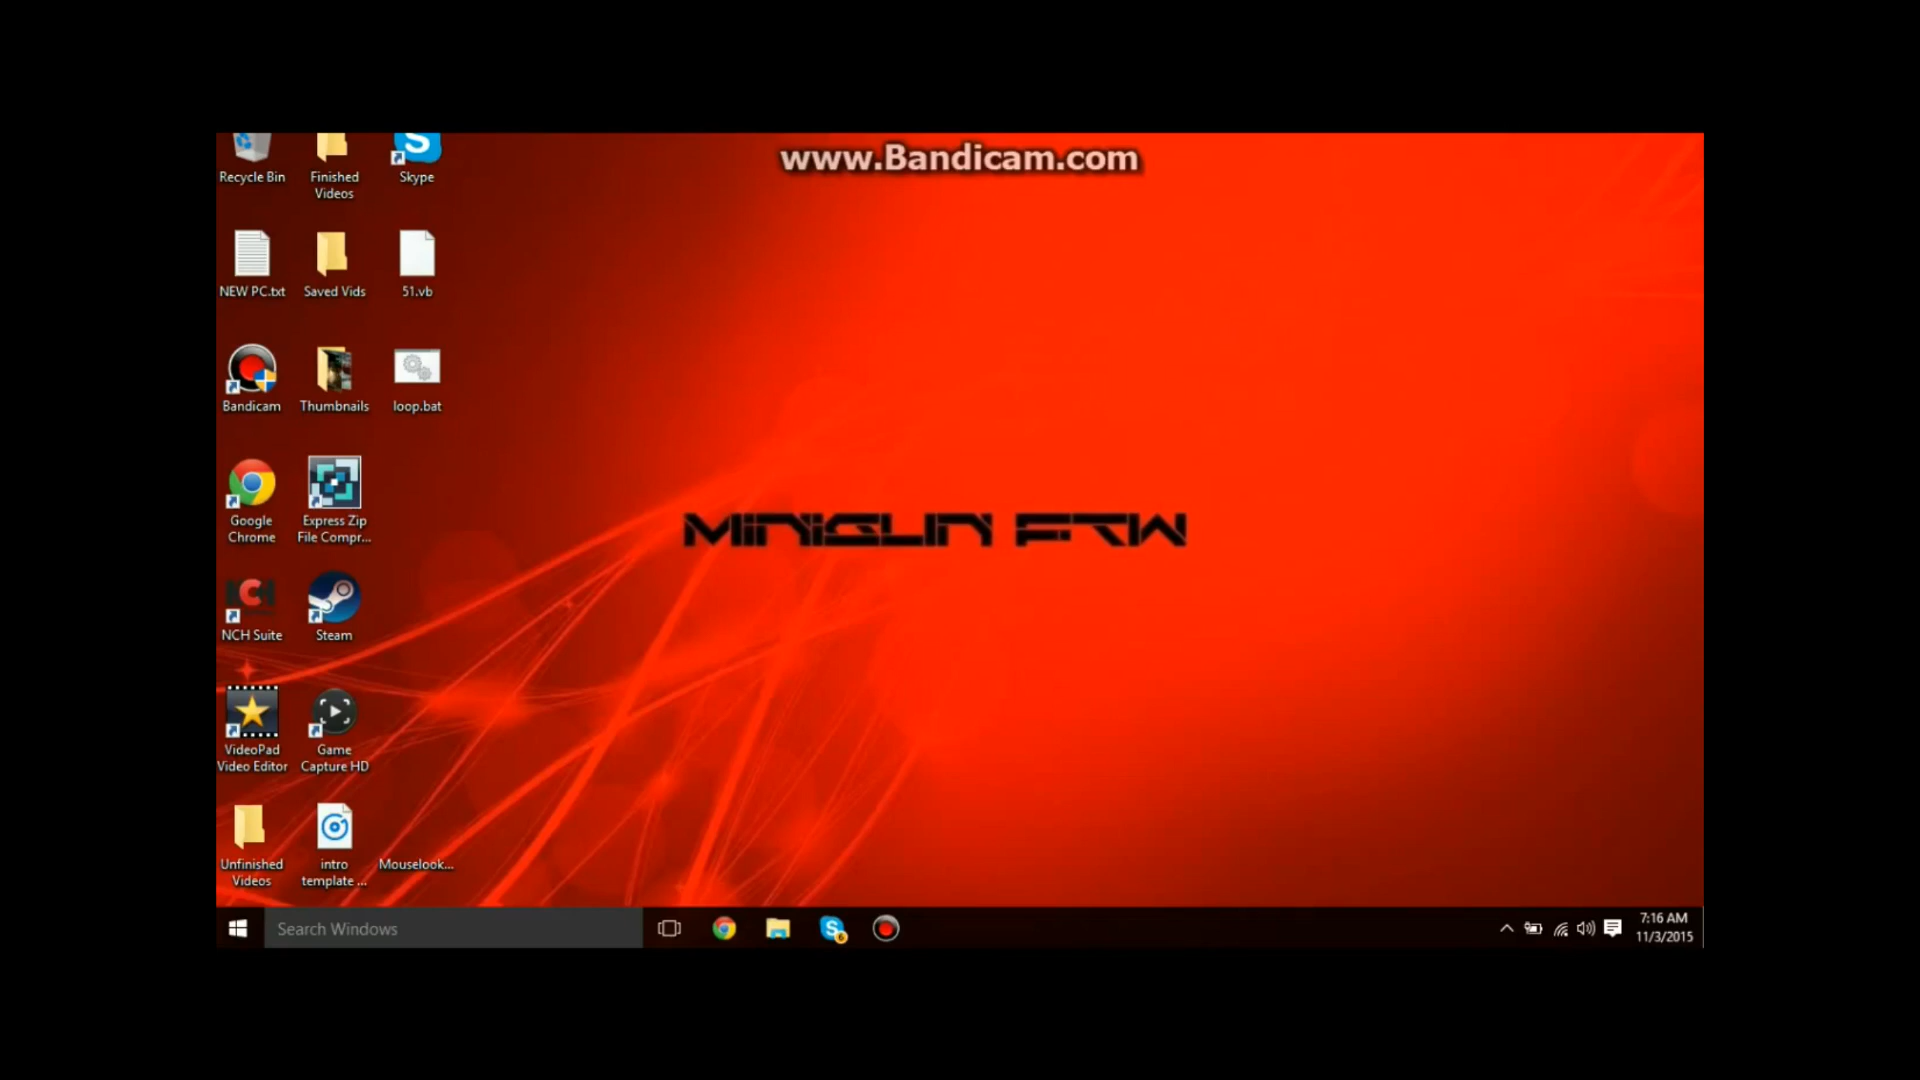 www.Bandicam.com
Recycle Bin
Finished
Videos
Skype
NEW PC.txt
Saved Vids
51.vb
Bandicam
Thumbnails
loop.bat
Google
Chrome
Express Zip
File Compr...
NCH Suite
Steam
MINIGUN FTW
VideoPad
Video Editor
Game
Capture HD
Unfinished
Videos
intro
template ...
Mouselook...
Search Windows
7:16 AM
11/3/2015